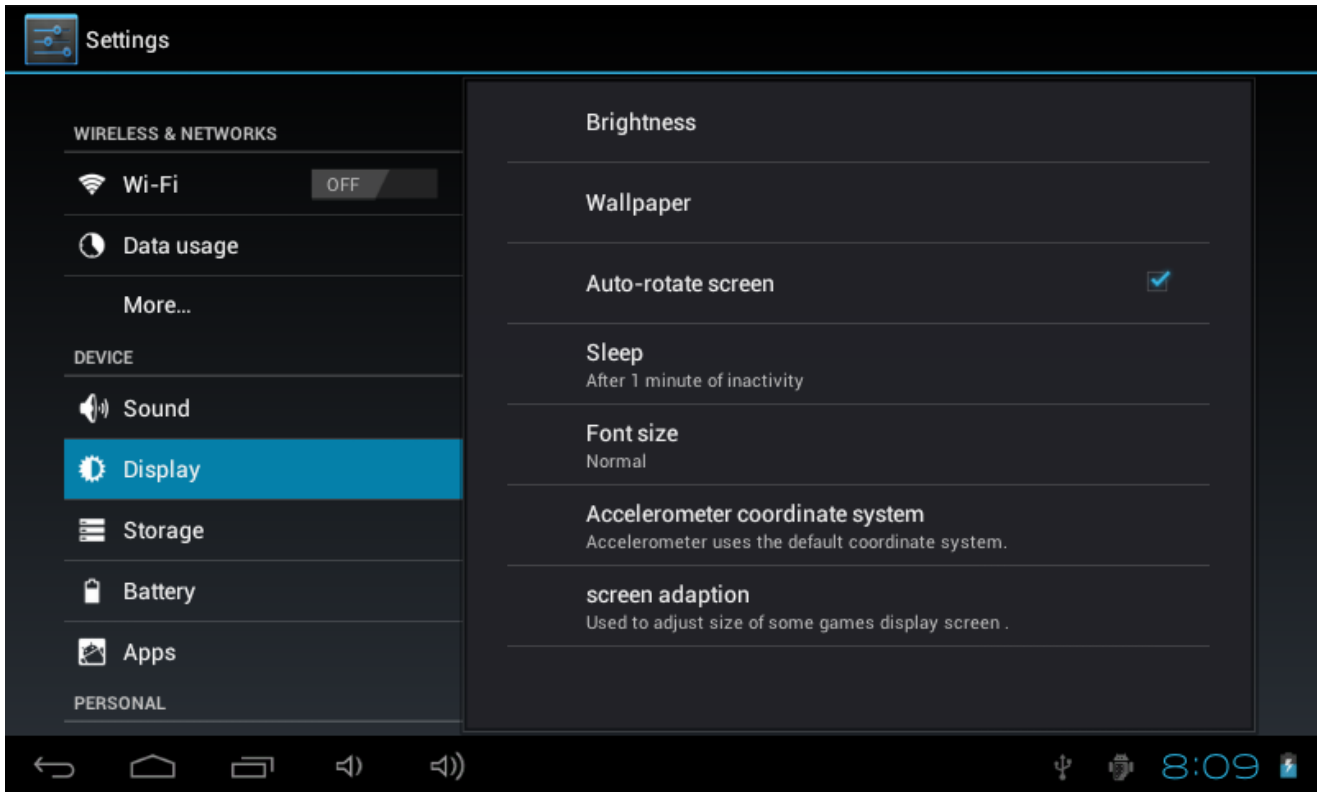 Settings
WIRELESS & NETWORKS
Wi-Fi OFF
Data usage
More...
DEVICE
Sound
Display
Storage
Battery
Apps
PERSONAL
Brightness
Wallpaper
Auto-rotate screen
Sleep
After 1 minute of inactivity
Font size
Normal
Accelerometer coordinate system
Accelerometer uses the default coordinate system.
screen adaption
Used to adjust size of some games display screen .
8:09